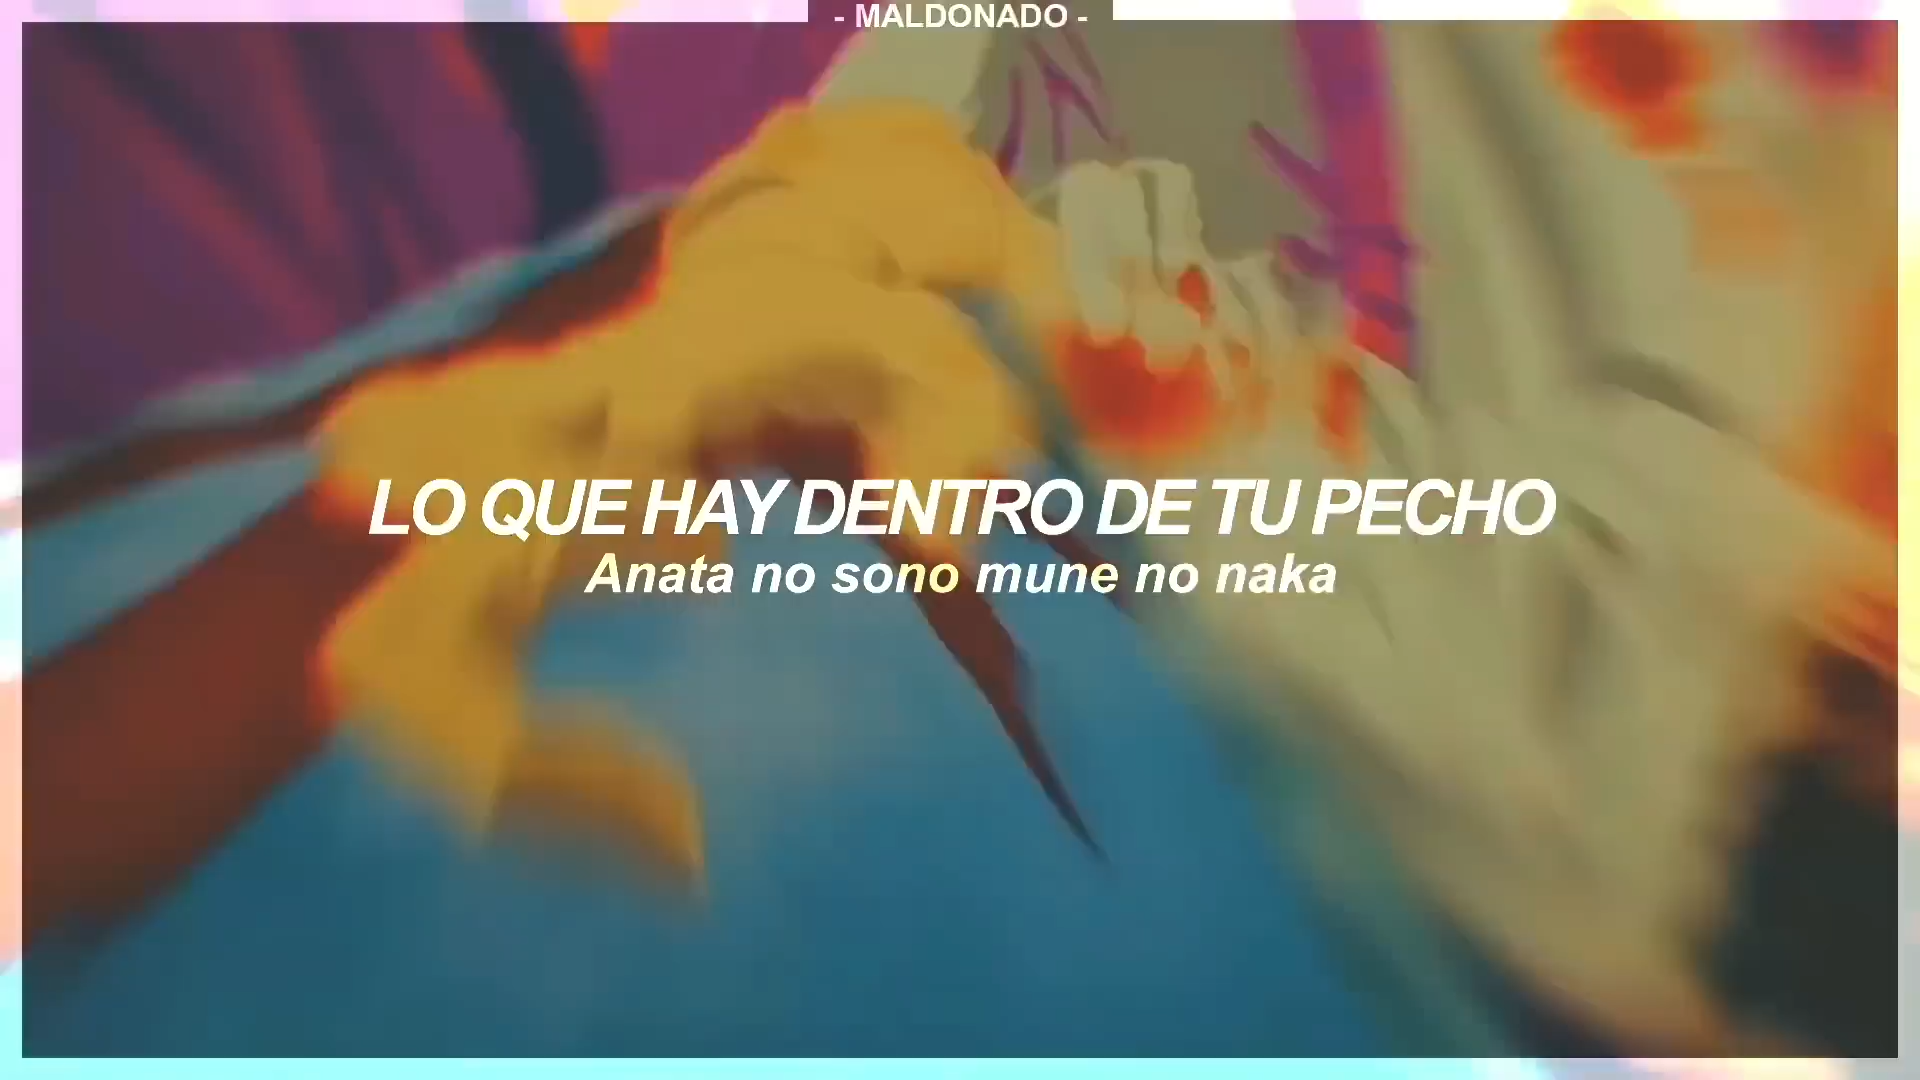 - MALDONADO -
LO QUE HAY DENTRO DE TU PECHO
Anata no sono mune no naka